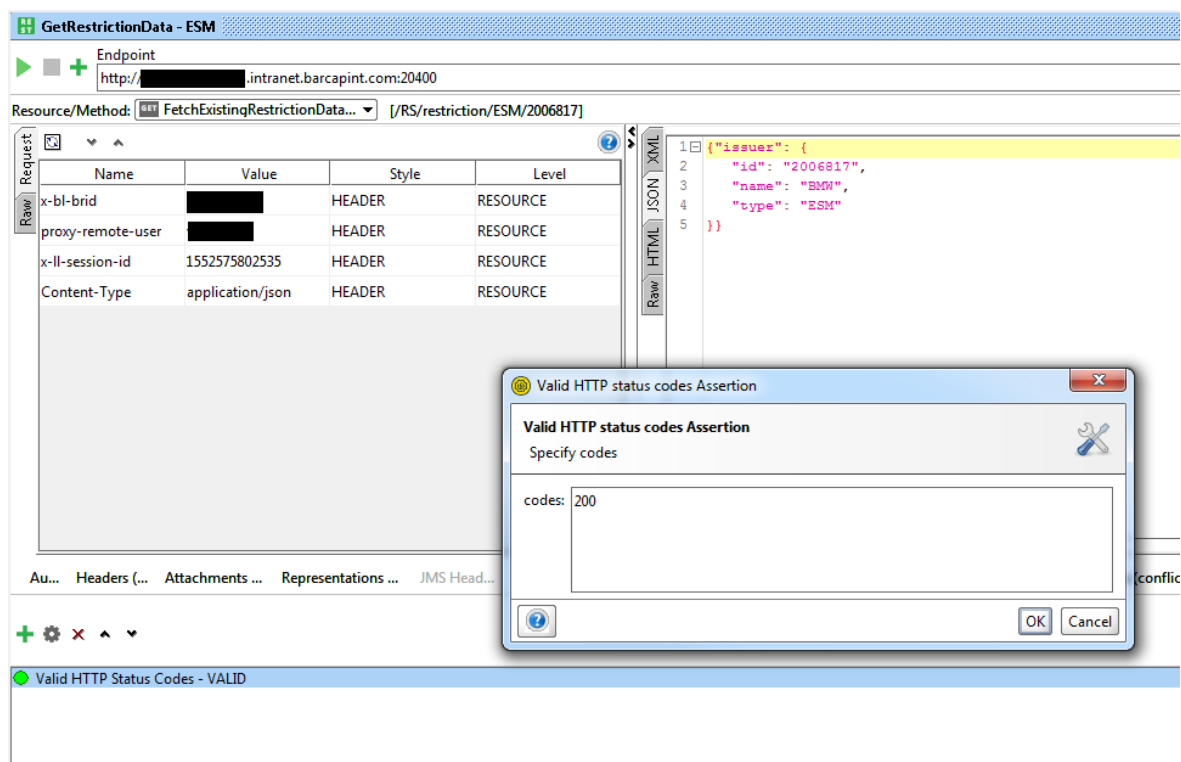 GetRestrictionData - ESM
Endpoint
http:// .intranet.barcapint.com:20400
Resource/Method: GET FetchExistingRestrictionData... [/RS/restriction/ESM/2006817]
Request
Raw
Name Value Style Level
x-bl-brid HEADER RESOURCE
proxy-remote-user HEADER RESOURCE
x-ll-session-id 1552575802535 HEADER RESOURCE
Content-Type application/json HEADER RESOURCE
XML
JSON
HTML
Raw
1 {"issuer": {
2 "id": "2006817",
3 "name": "BMW",
4 "type": "ESM"
5 }}
Valid HTTP status codes Assertion
Valid HTTP status codes Assertion
Specify codes
codes: 200
OK Cancel
Au... Headers (... Attachments ... Representations ... JMS Head... (conflic
Valid HTTP Status Codes - VALID